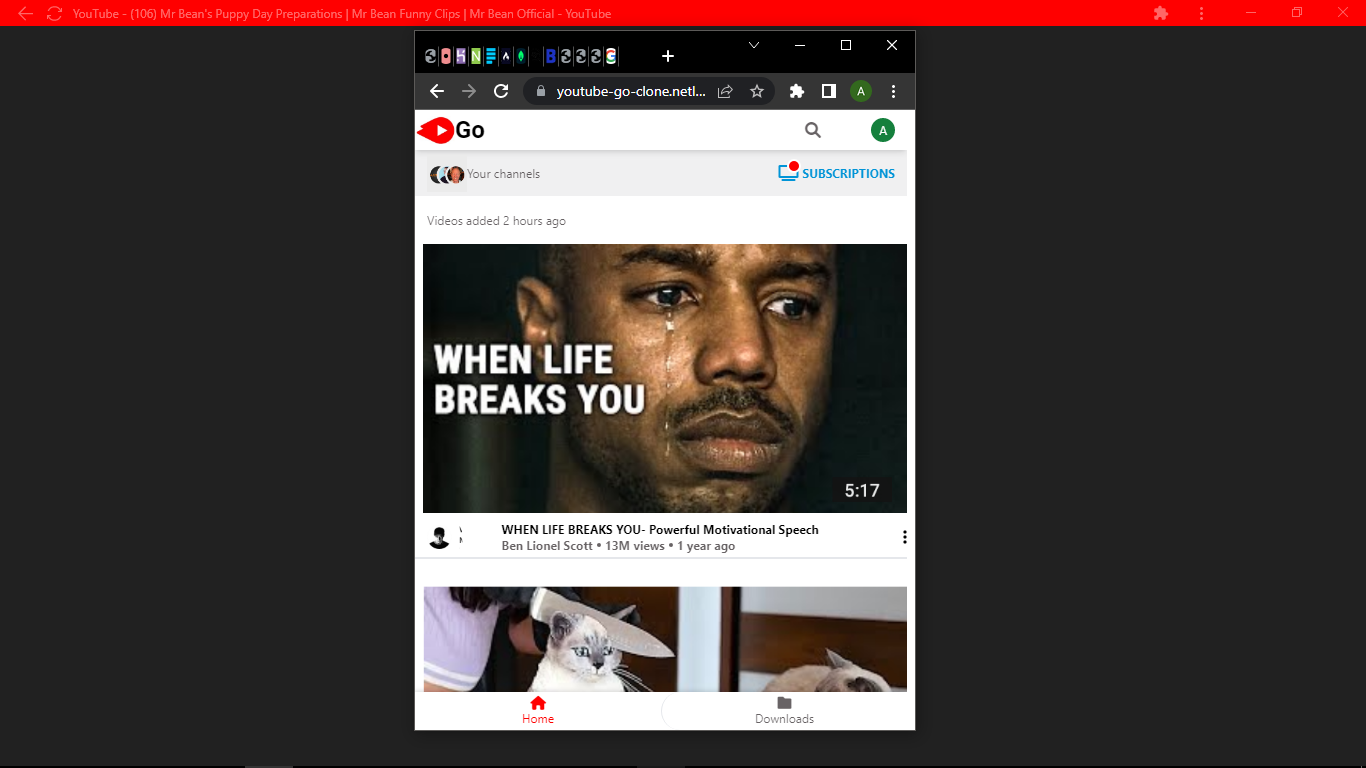 YouTube - (106) Mr Bean's Puppy Day Preparations | Mr Bean Funny Clips | Mr Bean Official - YouTube
youtube-go-clone.netl...
A
Go
A
Your channels
SUBSCRIPTIONS
Videos added 2 hours ago
WHEN LIFE
BREAKS YOU
5:17
WHEN LIFE BREAKS YOU- Powerful Motivational Speech
Ben Lionel Scott • 13M views • 1 year ago
Home
Downloads